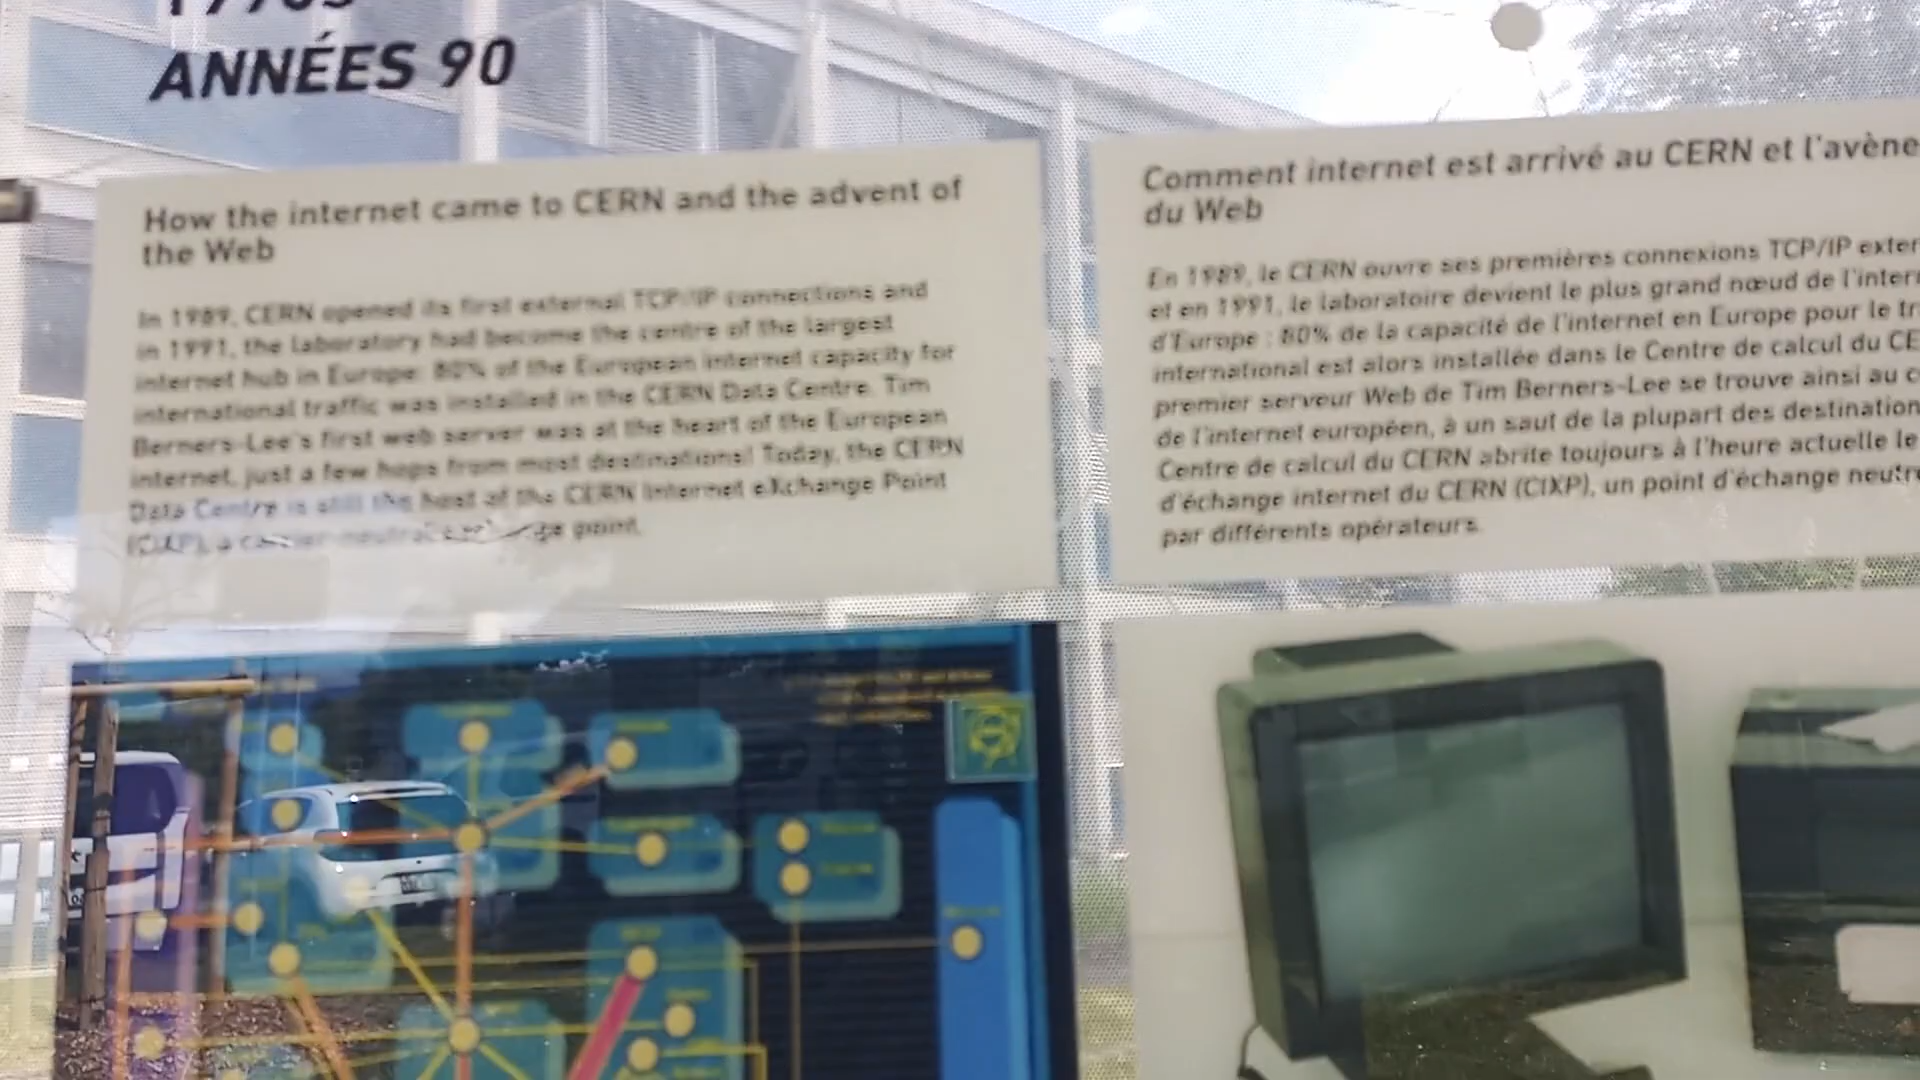 ANNÉES 90
How the internet came to CERN and the advent of
the Web
In 1989, CERN opened its first external TCP/IP connections and
in 1991, the laboratory had become the centre of the largest
internet hub in Europe: 80% of the European internet capacity for
international traffic was installed in the CERN Data Centre. Tim
Berners-Lee's first web server was at the heart of the European
internet, just a few hops from most destinations! Today, the CERN
Data Centre is still the host of the CERN Internet eXchange Point
(CIXP), a carrier-neutral point.
Comment internet est arrivé au CERN et l'avène
du Web
En 1989, le CERN ouvre ses premières connexions TCP/IP exter
et en 1991, le laboratoire devient le plus grand nœud de l'inter
d'Europe : 80% de la capacité de l'internet en Europe pour le tr
international est alors installée dans le Centre de calcul du CE
premier serveur Web de Tim Berners-Lee se trouve ainsi au c
de l'internet européen, à un saut de la plupart des destination
Centre de calcul du CERN abrite toujours à l'heure actuelle le
d'échange internet du CERN (CIXP), un point d'échange neutre
par différents opérateurs.